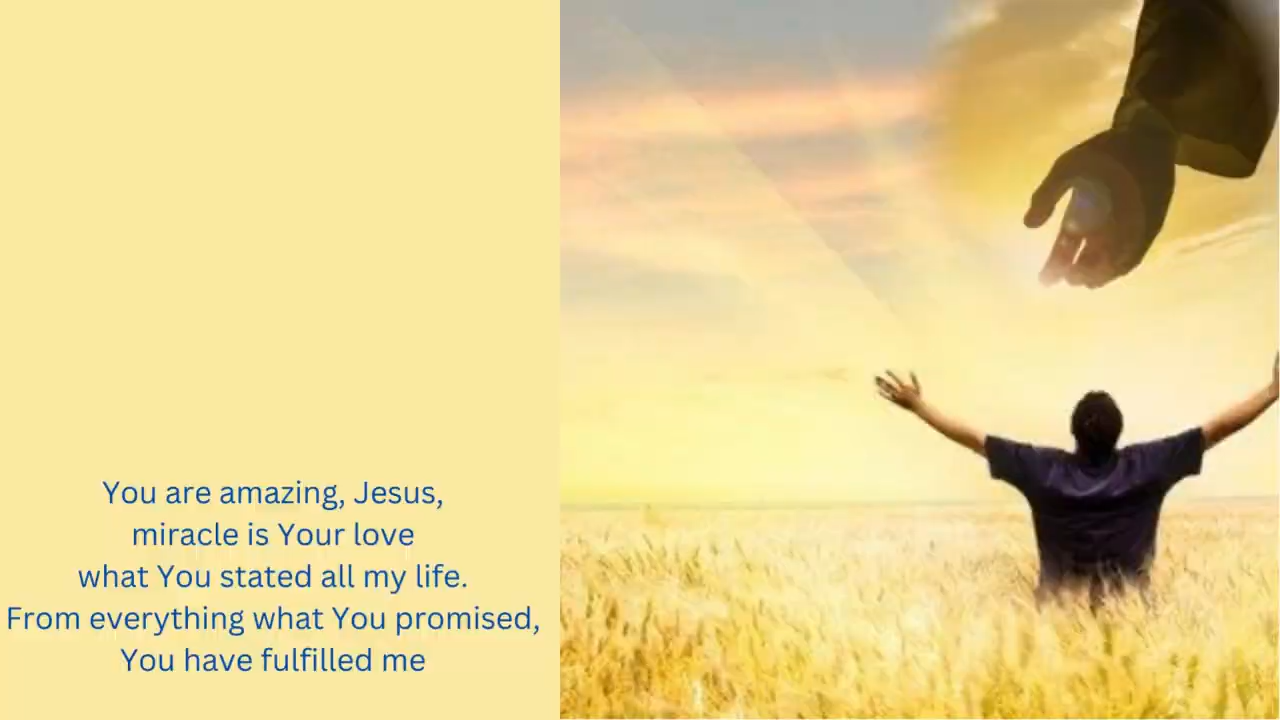 You are amazing, Jesus,
miracle is Your love
what You stated all my life.
From everything what You promised,
You have fulfilled me